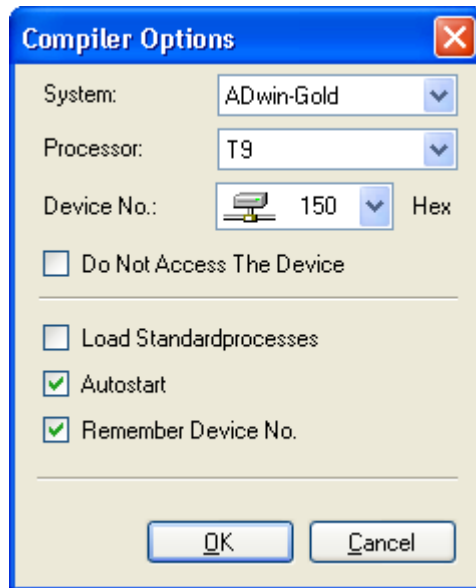 Compiler Options
System: ADwin-Gold
Processor: T9
Device No.: 150 Hex
Do Not Access The Device
Load Standardprocesses
Autostart
Remember Device No.
OK Cancel